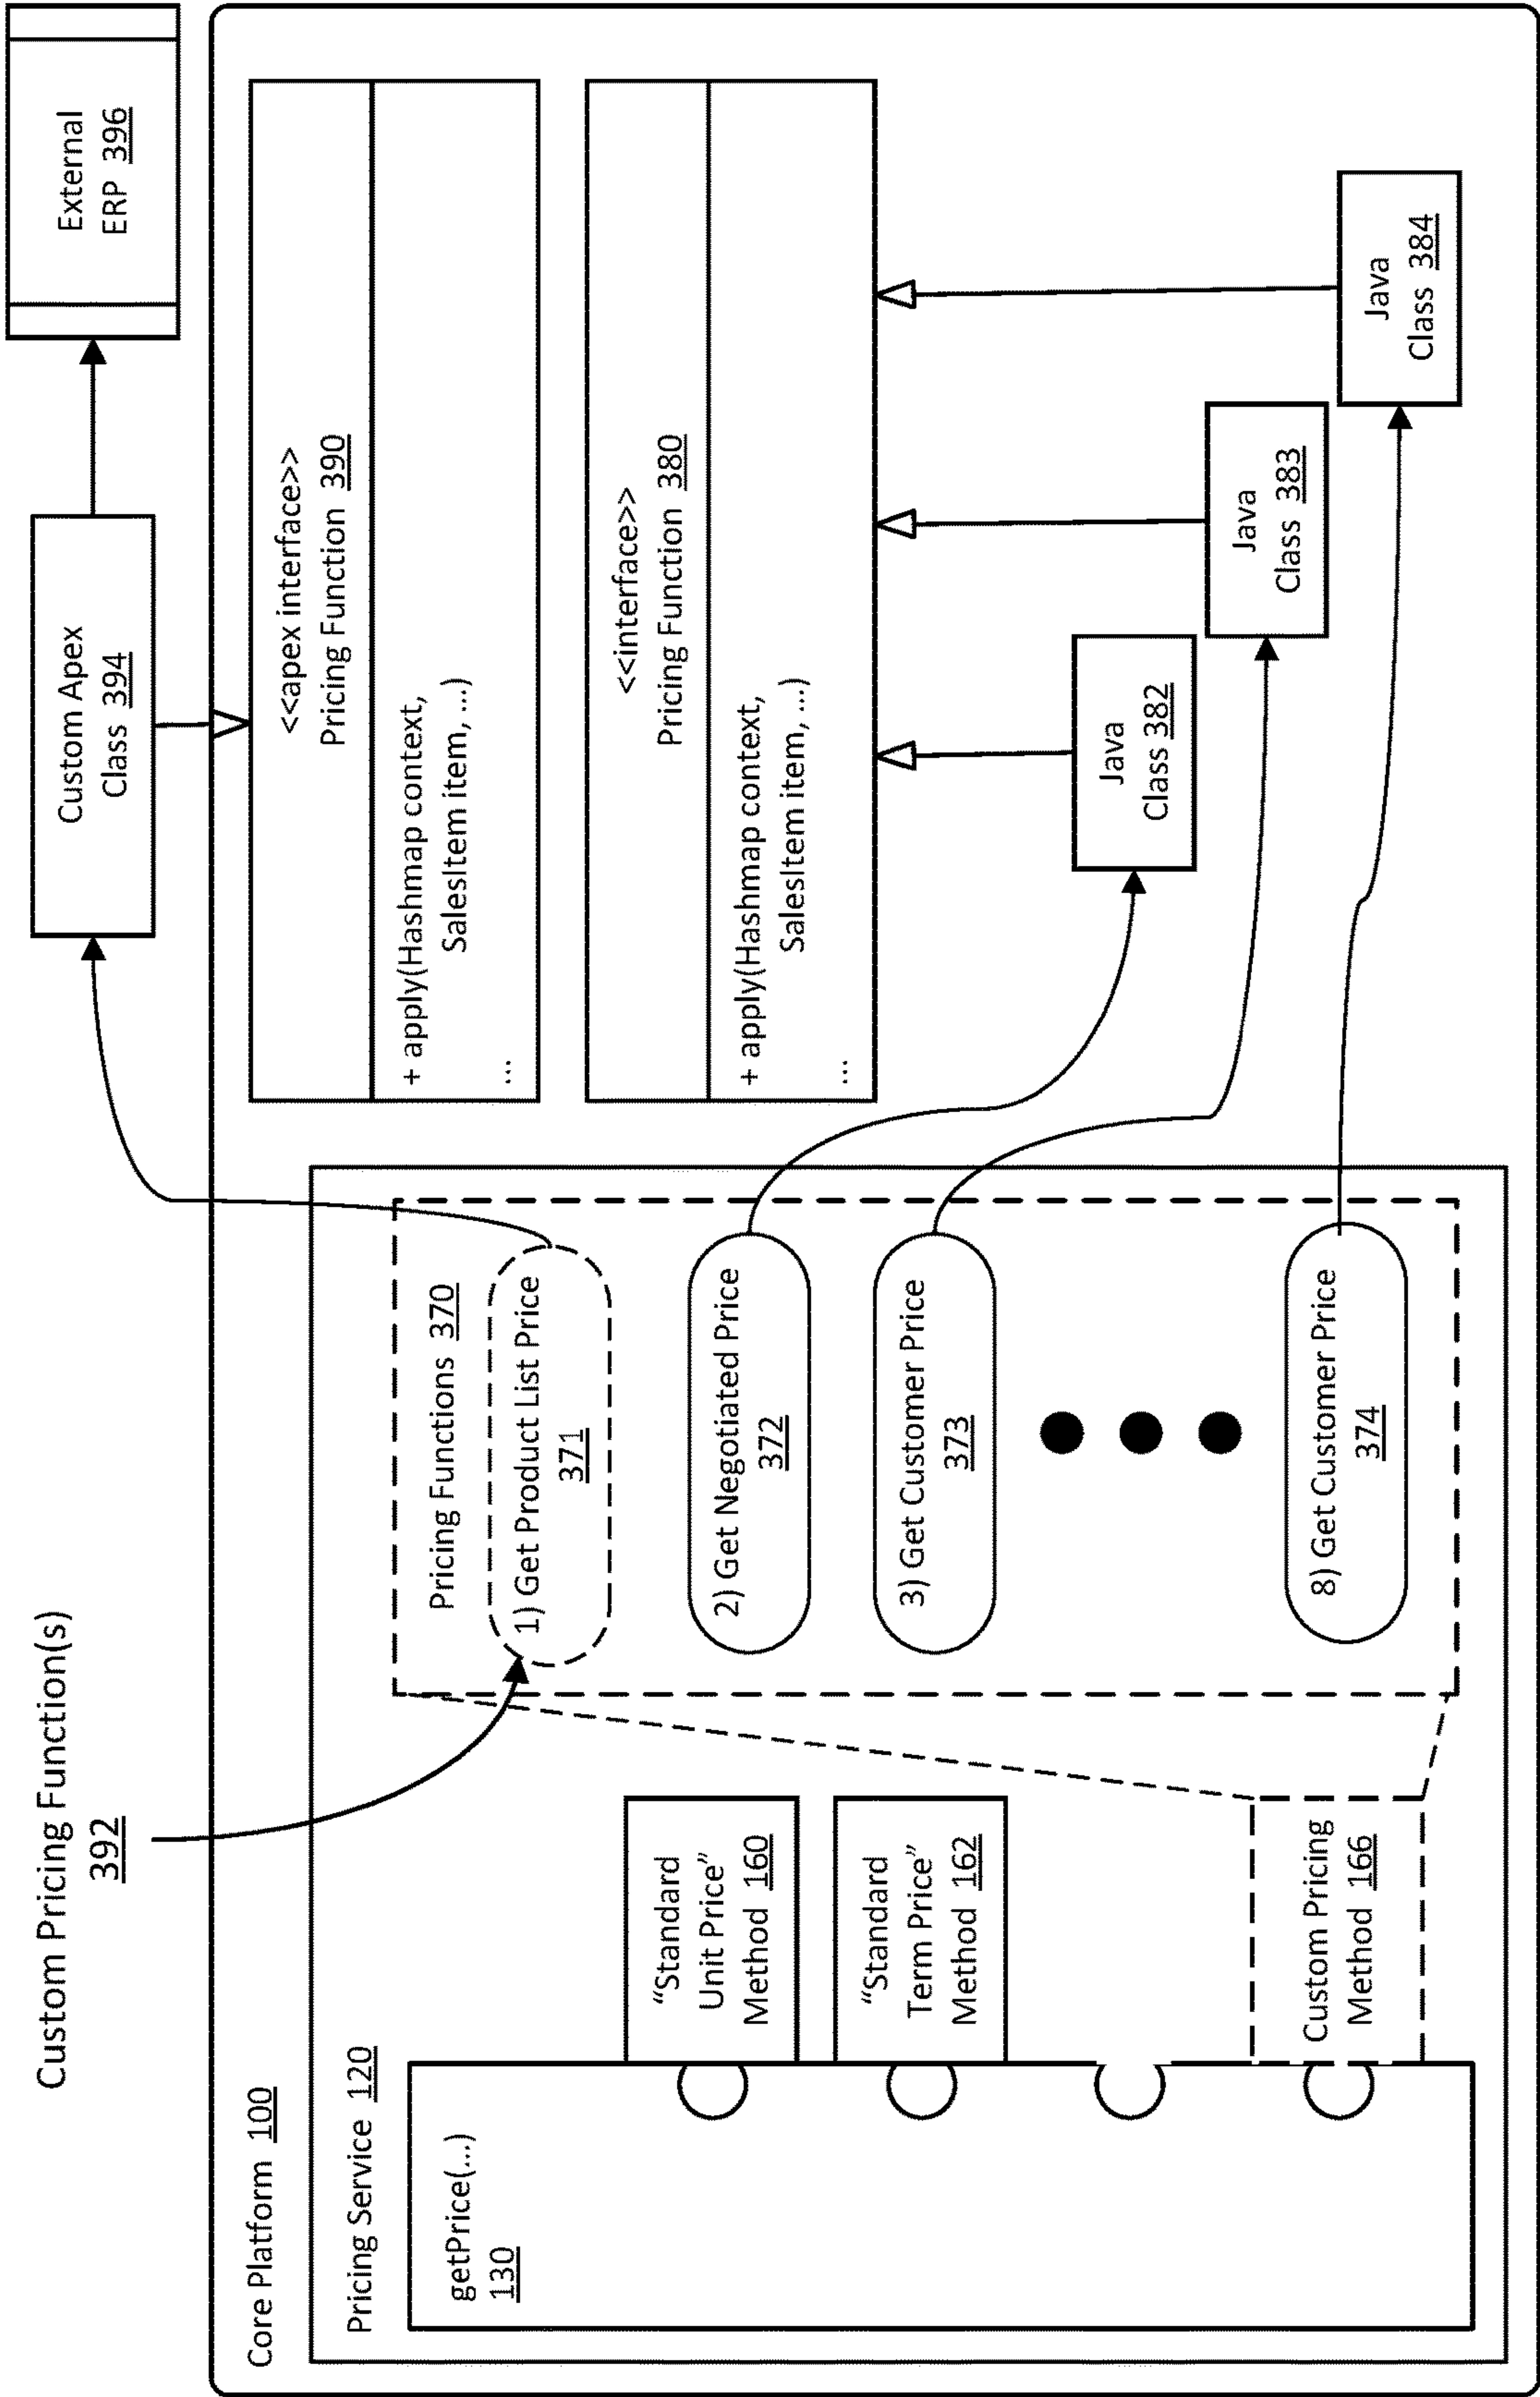 Custom Pricing Function(s)
392
Custom Apex
Class 394
External
ERP 396
Core Platform 100
Pricing Service 120
getPrice(...)
130
“Standard
Unit Price”
Method 160
“Standard
Term Price”
Method 162
Custom Pricing
Method 166
Pricing Functions 370
1) Get Product List Price
371
2) Get Negotiated Price
372
3) Get Customer Price
373
8) Get Customer Price
374
<<apex interface>>
Pricing Function 390
+ apply(Hashmap context,
SalesItem item, ...)
...
<<interface>>
Pricing Function 380
+ apply(Hashmap context,
SalesItem item, ...)
...
Java
Class 382
Java
Class 383
Java
Class 384